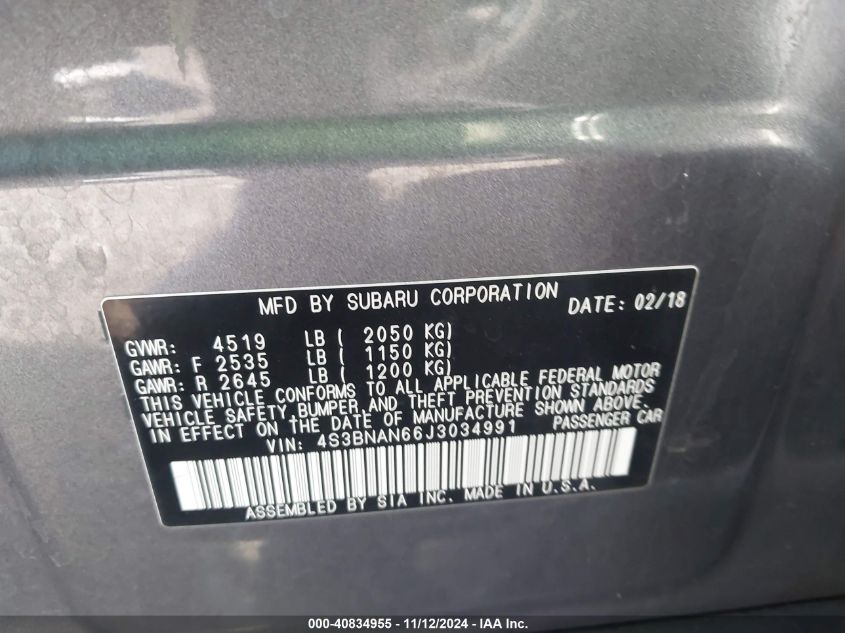 MFD BY SUBARU CORPORATION DATE: 02/18
GVWR: 4519 LB ( 2050 KG)
GAWR: F 2535 LB ( 1150 KG)
GAWR: R 2645 LB ( 1200 KG)
THIS VEHICLE CONFORMS TO ALL APPLICABLE FEDERAL MOTOR
VEHICLE SAFETY, BUMPER, AND THEFT PREVENTION STANDARDS
IN EFFECT ON THE DATE OF MANUFACTURE SHOWN ABOVE.
VIN: 4S3BNAN66J3034991 PASSENGER CAR
ASSEMBLED BY SIA INC. MADE IN U.S.A.
000-40834955 - 11/12/2024 - IAA Inc.